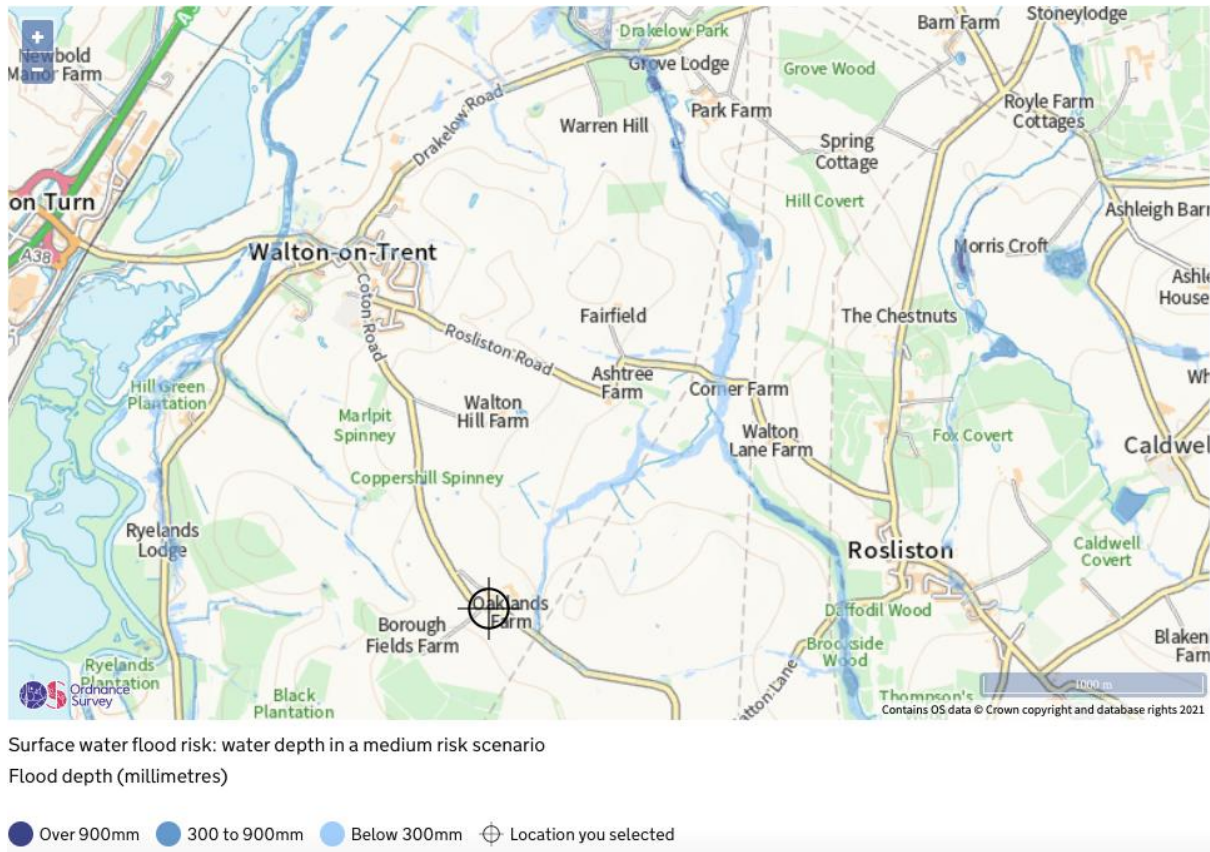 Newbold
Manor Farm
Drakelow Park
Grove Lodge
Barn Farm
Stoneylodge
Grove Wood
Park Farm
Royle Farm
Cottages
Drakelow Road
Warren Hill
Spring
Cottage
on Turn
Hill Covert
Ashleigh Barn
A38
Walton-on-Trent
Morris Croft
House
Coton Road
Fairfield
The Chestnuts
Rosliston Road
Hill Green
Plantation
Ashtree
Farm
Corner Farm
Wh
Marlpit
Spinney
Walton
Hill Farm
Walton
Lane Farm
Fox Covert
Caldwel
Coppershill Spinney
Ryelands
Lodge
Rosliston
Caldwell
Covert
Oaklands
Farm
Borough
Fields Farm
Daffodil Wood
Brookside
Wood
Blaken
Farm
Ryelands
Plantation
Black
Plantation
Thompson's
1000 m
OS
Ordnance
Survey
Contains OS data © Crown copyright and database rights 2021
Surface water flood risk: water depth in a medium risk scenario
Flood depth (millimetres)
Over 900mm 300 to 900mm Below 300mm Location you selected